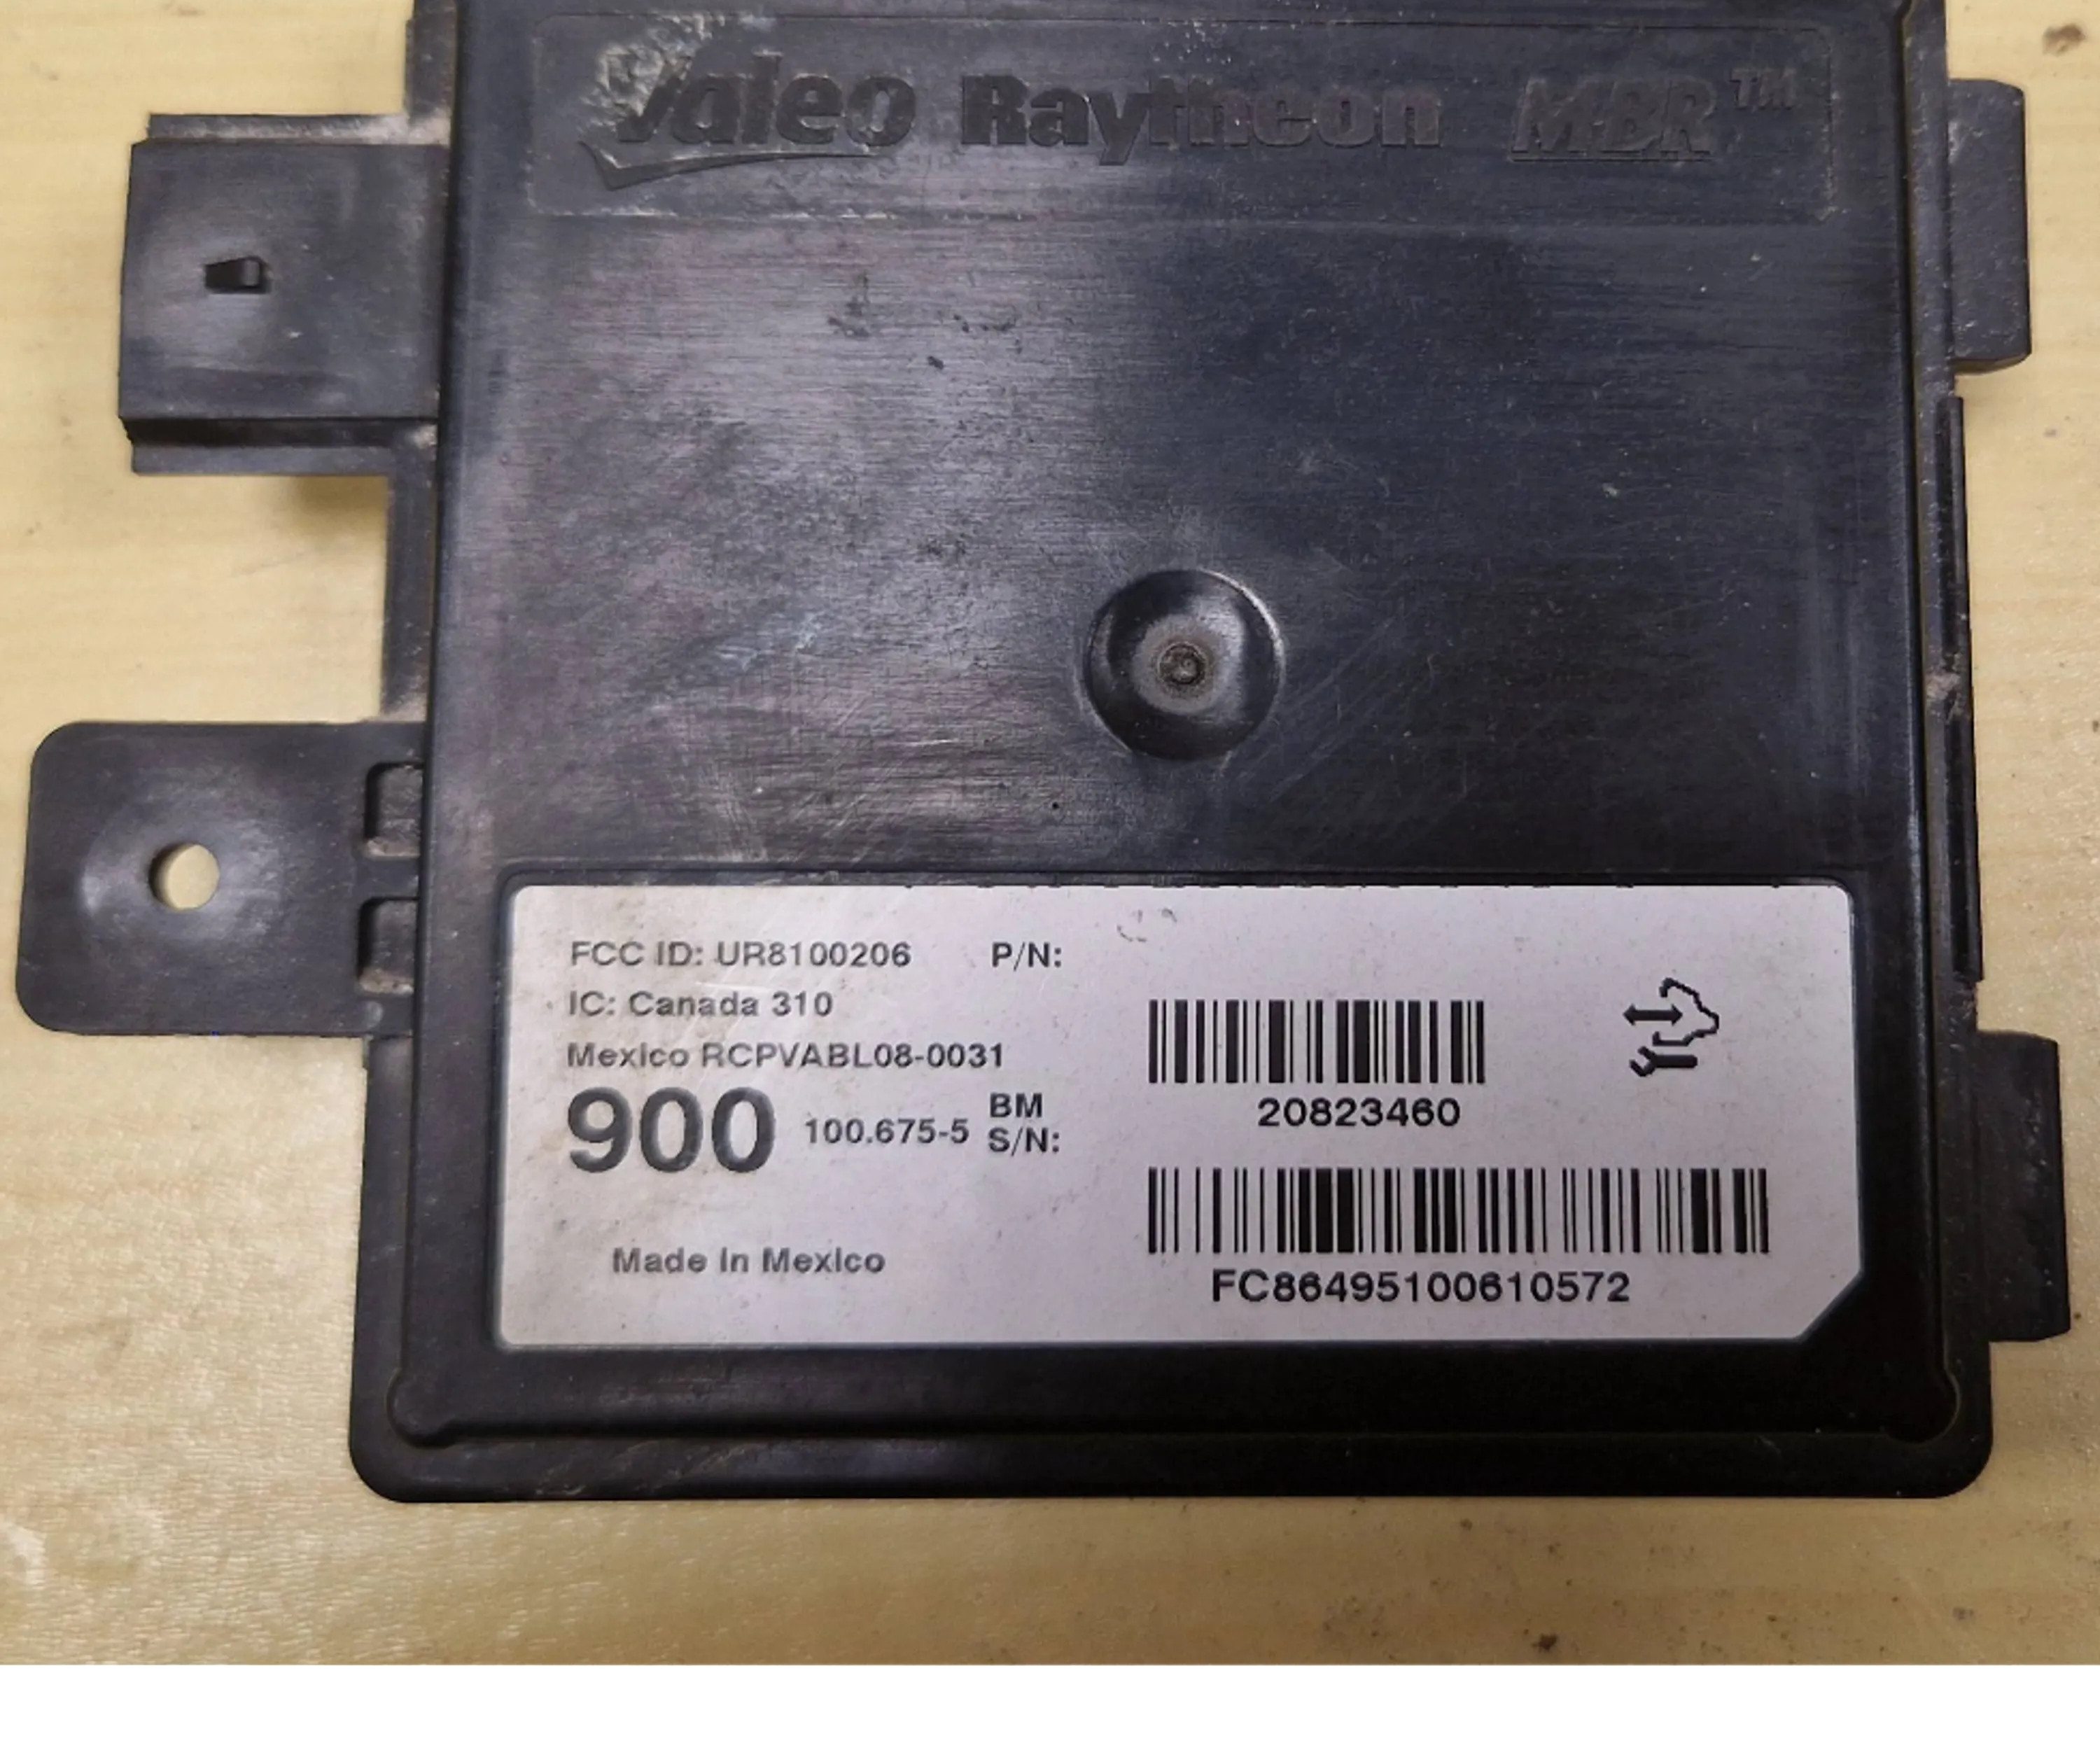 Valeo Raytheon MBR™
FCC ID: UR8100206 P/N:
IC: Canada 310
Mexico RCPVABL08-0031
900 100.675-5 BM
S/N:
20823460
FC86495100610572
Made in Mexico